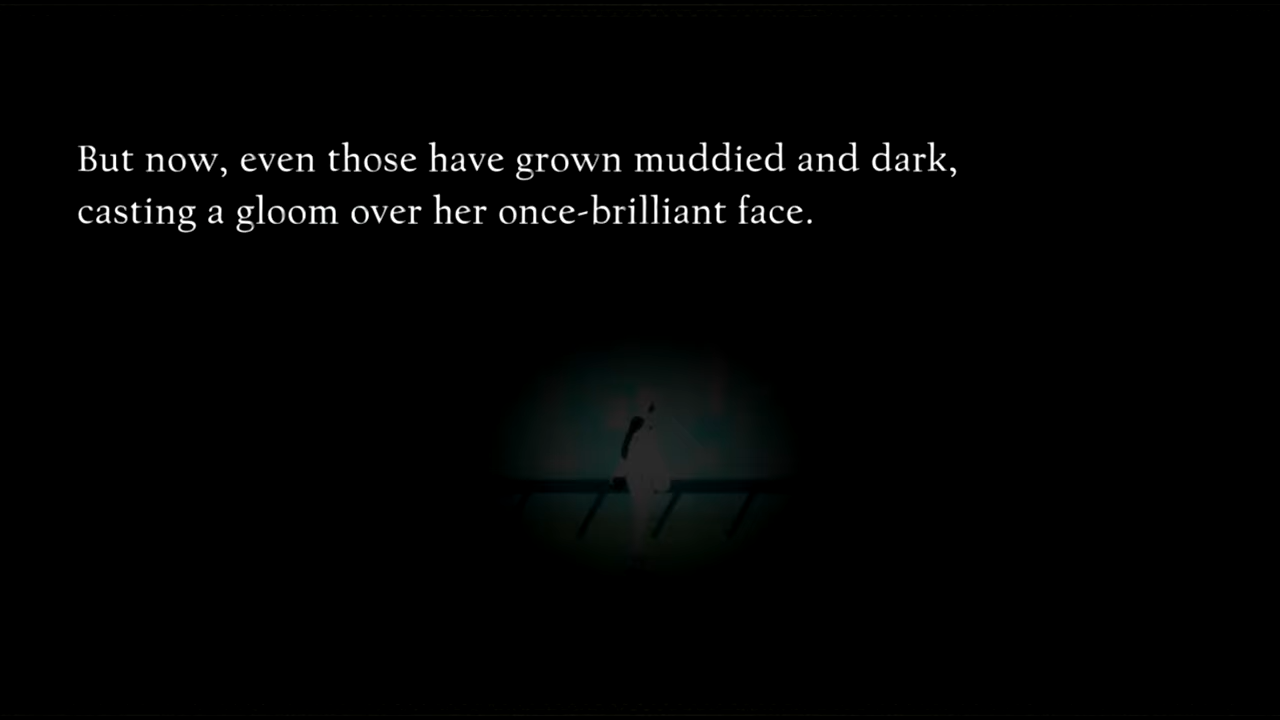 But now, even those have grown muddied and dark,
casting a gloom over her once-brilliant face.